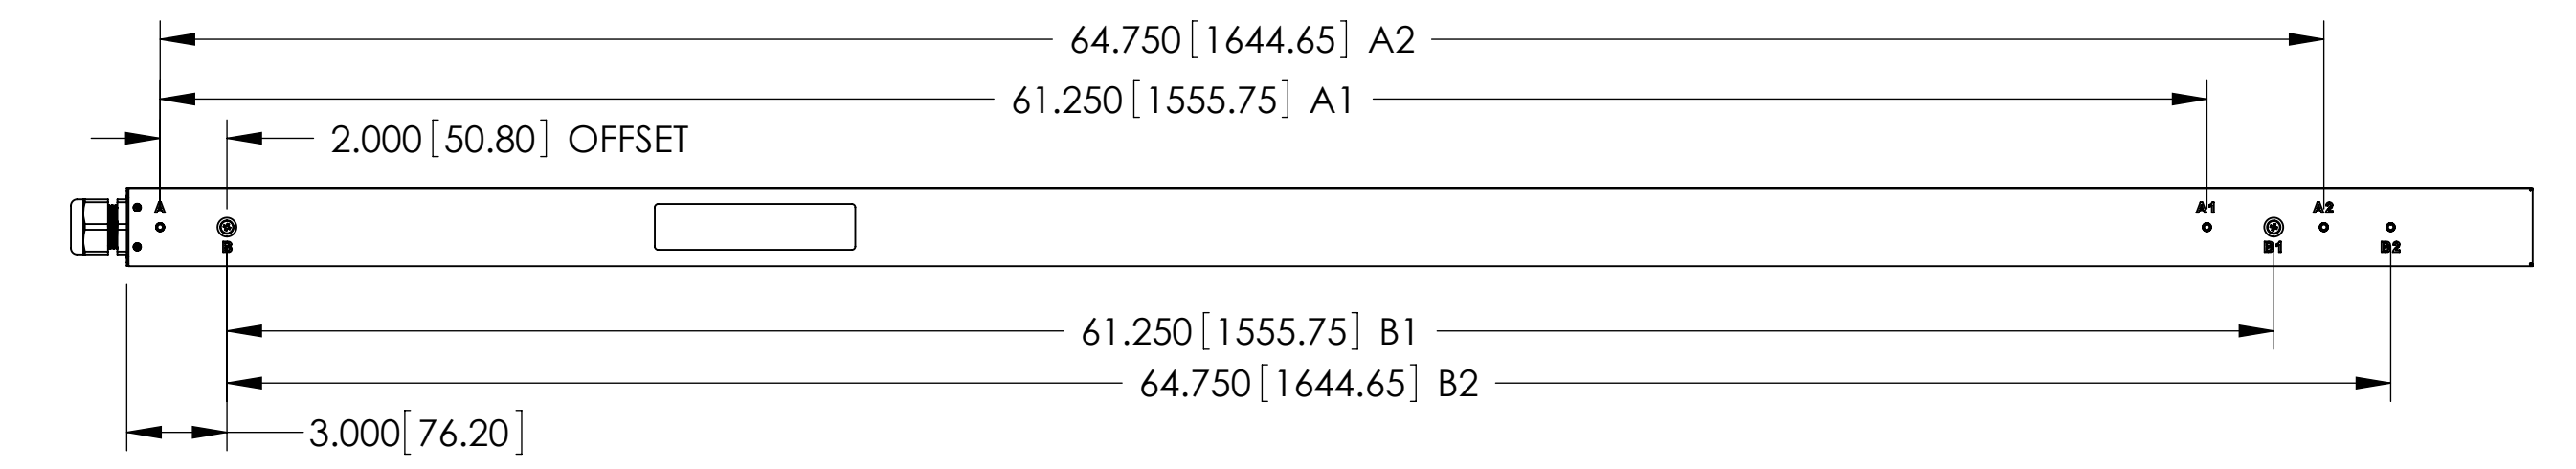 64.750[1644.65] A2
61.250[1555.75] A1
2.000[50.80] OFFSET
A A1 A2
B B1 B2
61.250[1555.75] B1
64.750[1644.65] B2
3.000[76.20]